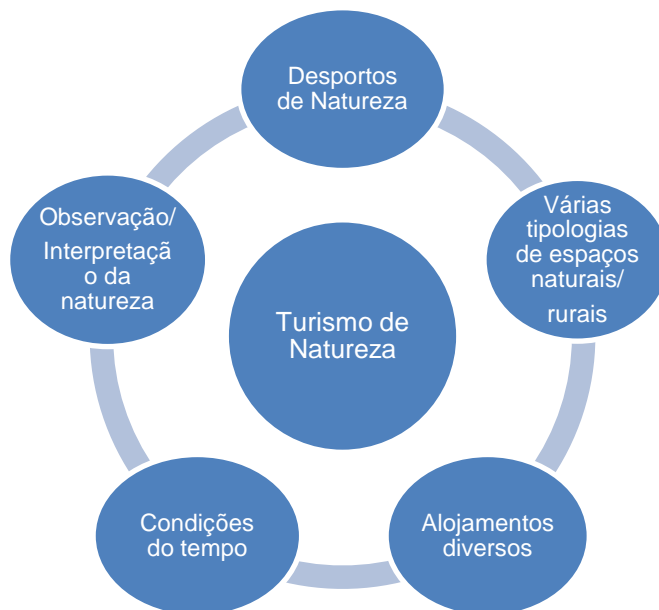 Desportos
de Natureza
Observação/
Interpretaçã
o da
natureza
Várias
tipologias
de espaços
naturais/
rurais
Turismo de
Natureza
Condições
do tempo
Alojamentos
diversos